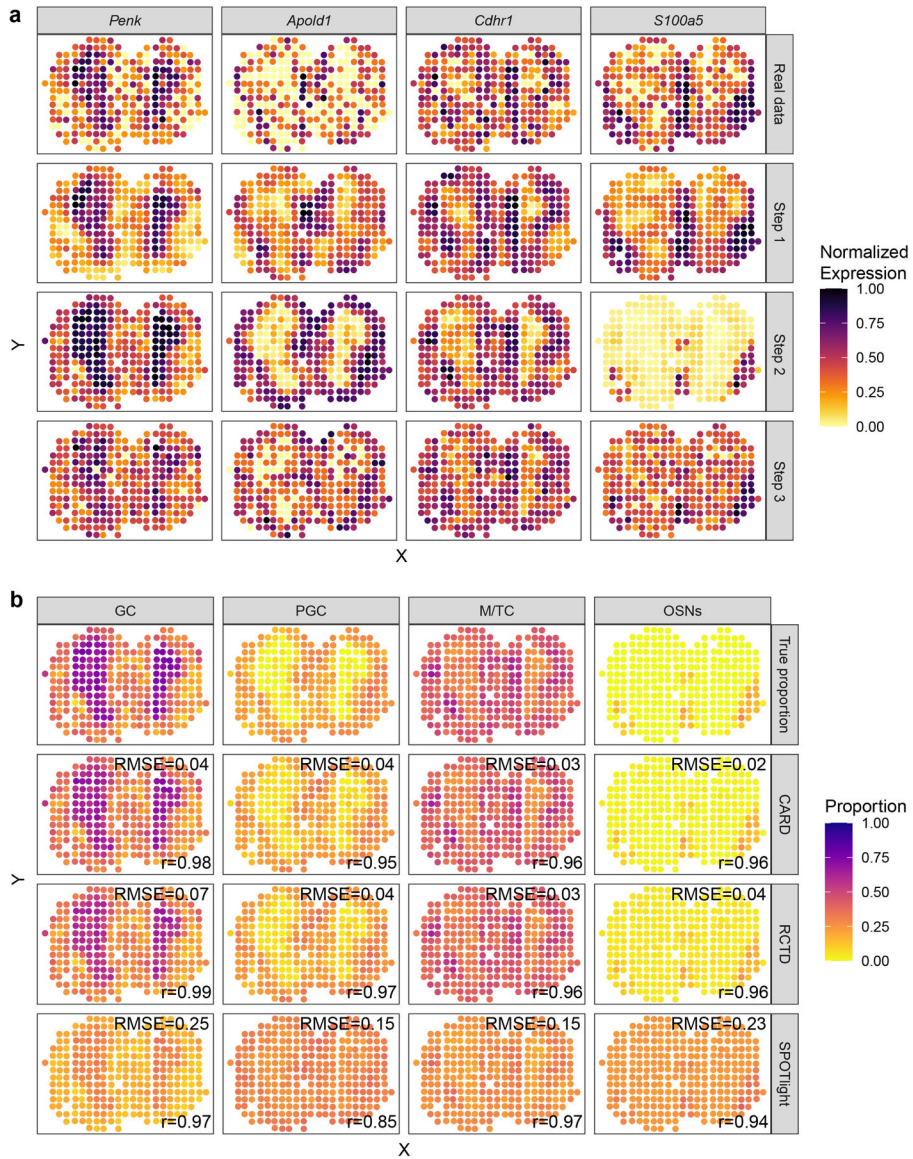 a
Penk
Apold1
Cdhr1
S100a5
Real data
Step 1
Step 2
Step 3
Y
X
Normalized
Expression
1.00
0.75
0.50
0.25
0.00
b
GC
PGC
M/TC
OSNs
True proportion
RMSE=0.04
RMSE=0.04
RMSE=0.03
RMSE=0.02
r=0.98
r=0.95
r=0.96
r=0.96
CARD
RMSE=0.07
RMSE=0.04
RMSE=0.03
RMSE=0.04
r=0.99
r=0.97
r=0.96
r=0.96
RCTD
RMSE=0.25
RMSE=0.15
RMSE=0.15
RMSE=0.23
r=0.97
r=0.85
r=0.97
r=0.94
SPOTlight
Y
X
Proportion
1.00
0.75
0.50
0.25
0.00